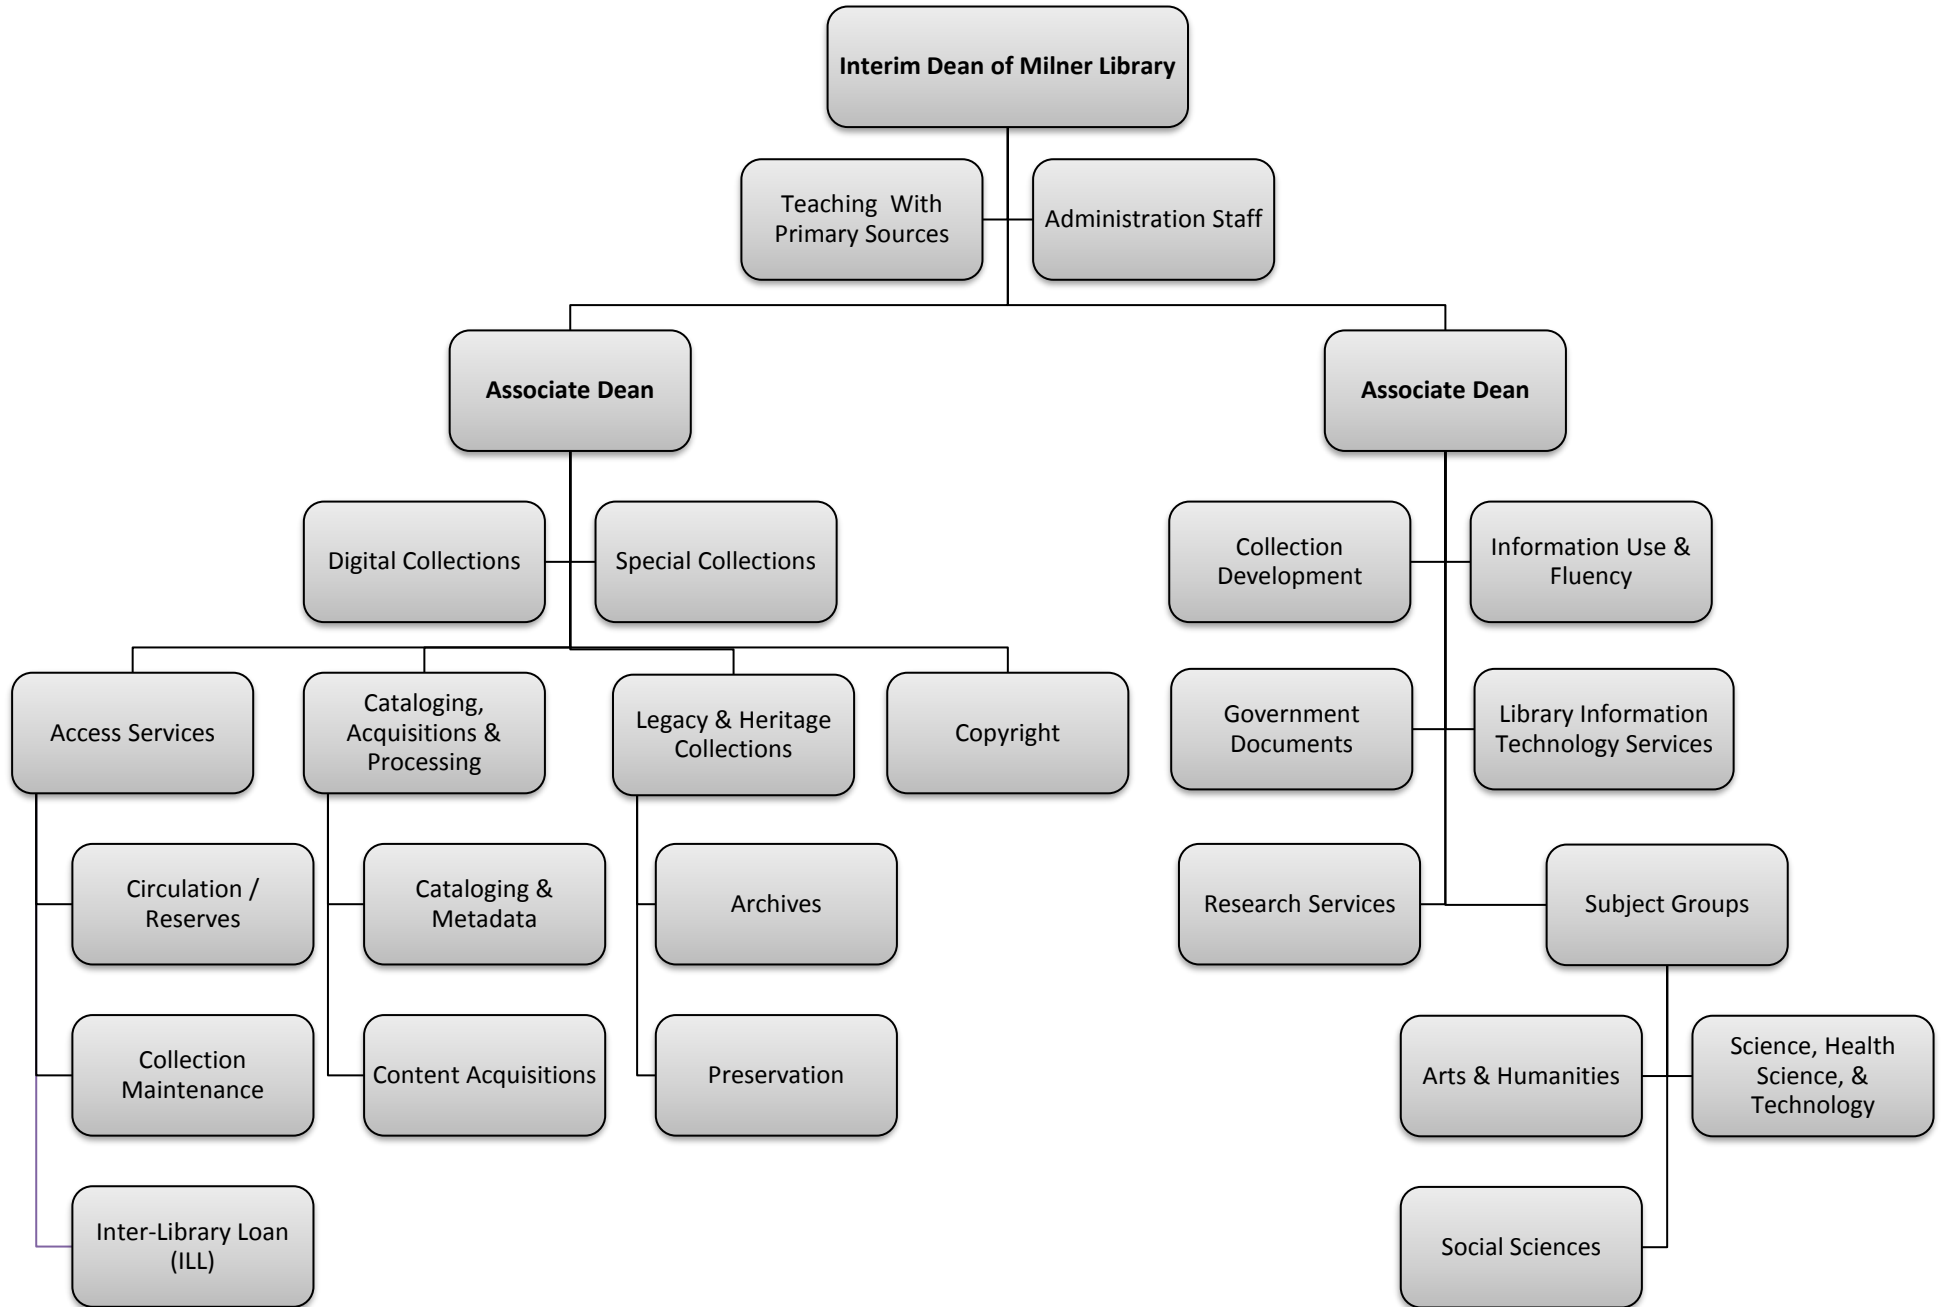 Interim Dean of Milner Library
Teaching With
Primary Sources
Administration Staff
Associate Dean
Associate Dean
Digital Collections
Special Collections
Collection
Development
Information Use &
Fluency
Access Services
Cataloging,
Acquisitions &
Processing
Legacy & Heritage
Collections
Copyright
Government
Documents
Library Information
Technology Services
Circulation /
Reserves
Cataloging &
Metadata
Archives
Research Services
Subject Groups
Collection
Maintenance
Content Acquisitions
Preservation
Arts & Humanities
Science, Health
Science, &
Technology
Inter-Library Loan
(ILL)
Social Sciences